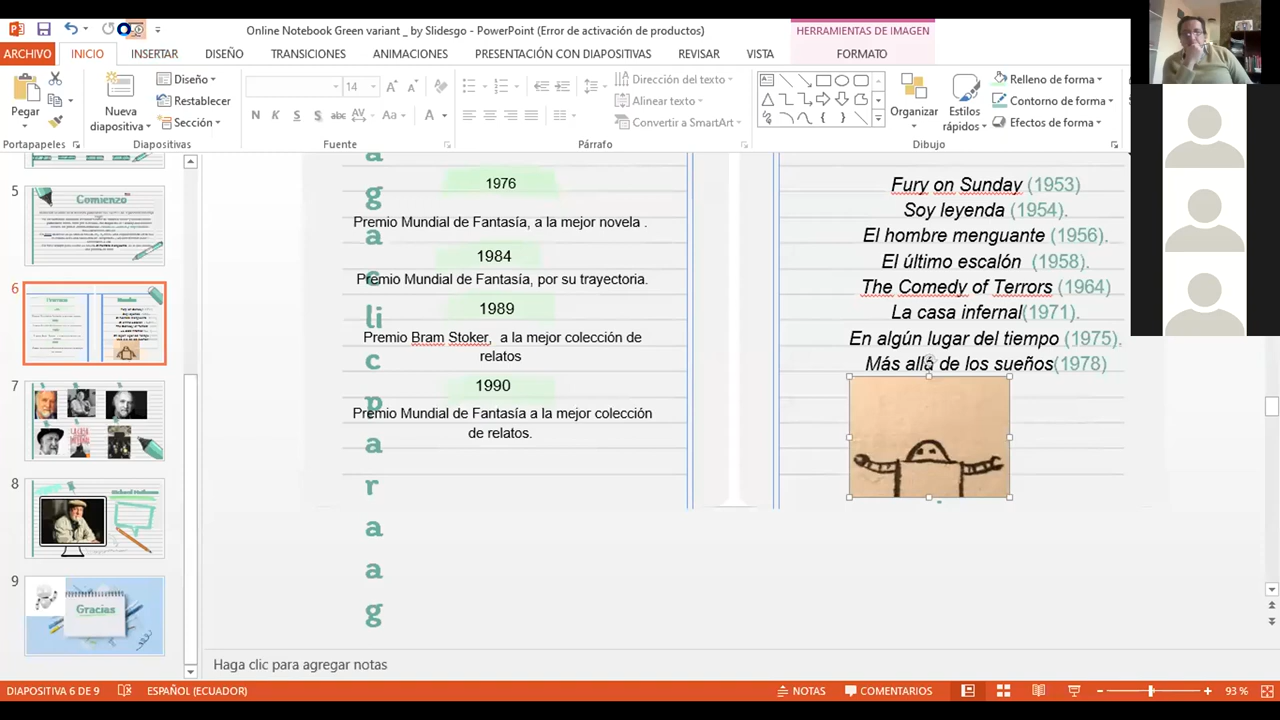 Online Notebook Green variant _ by Slidesgo - PowerPoint (Error de activación de productos)
HERRAMIENTAS DE IMAGEN
ARCHIVO INICIO INSERTAR DISEÑO TRANSICIONES ANIMACIONES PRESENTACIÓN CON DIAPOSITIVAS REVISAR VISTA FORMATO
Pegar
Portapapeles
Nueva
diapositiva
Diseño
Restablecer
Sección
Diapositivas
14
N K S S abc AV Aa A
Fuente
Dirección del texto
Alinear texto
Convertir a SmartArt
Párrafo
Organizar
Estilos
rápidos
Relleno de forma
Contorno de forma
Efectos de forma
Dibujo
5
Comienzo
6
7
8
9
Gracias
a
g
a
c
li
c
p
a
r
a
a
g
1976
Premio Mundial de Fantasía, a la mejor novela .
1984
Premio Mundial de Fantasía, por su trayectoria.
1989
Premio Bram Stoker, a la mejor colección de
relatos
1990
Premio Mundial de Fantasía a la mejor colección
de relatos.
Fury on Sunday (1953)
Soy leyenda (1954).
El hombre menguante (1956).
El último escalón (1958).
The Comedy of Terrors (1964)
La casa infernal(1971).
En algún lugar del tiempo (1975).
Más allá de los sueños(1978)
Haga clic para agregar notas
DIAPOSITIVA 6 DE 9 ESPAÑOL (ECUADOR) NOTAS COMENTARIOS 93 %